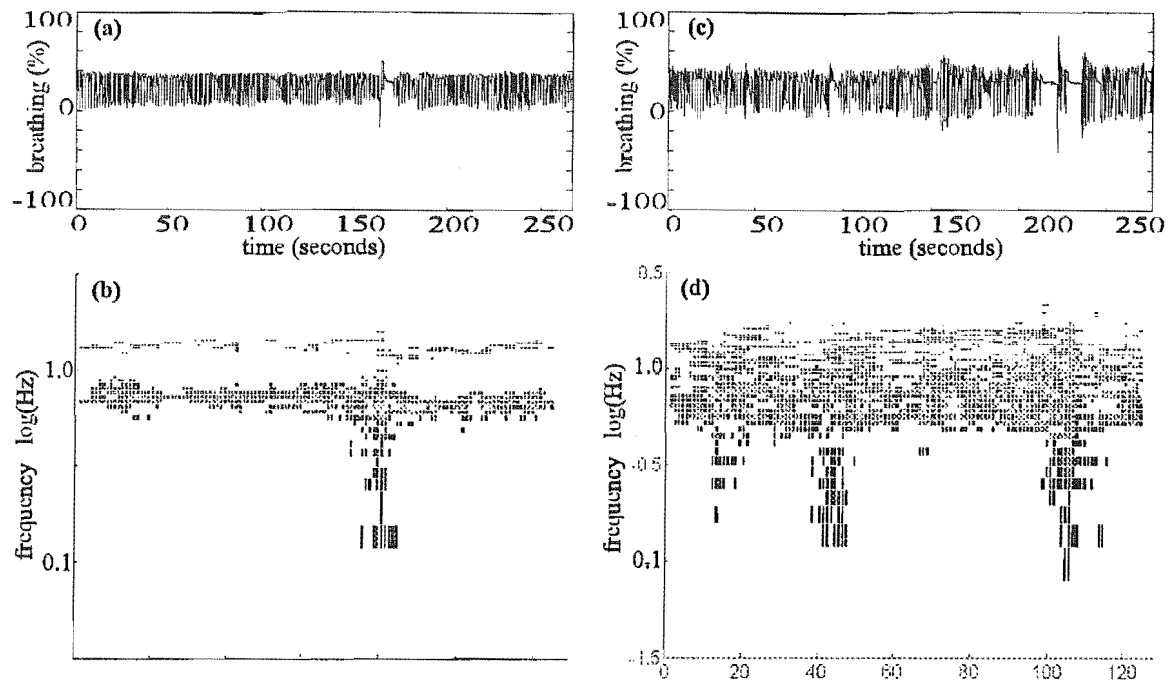 (a)
100
0
-100
breathing (%)
0 50 100 150 200 250
time (seconds)
(c)
100
0
-100
breathing (%)
0 50 100 150 200 250
time (seconds)
(b)
1.0
0.1
frequency log(Hz)
(d)
1.0
-0.5
0.1
-1.5
frequency log(Hz)
0 20 40 60 80 100 120